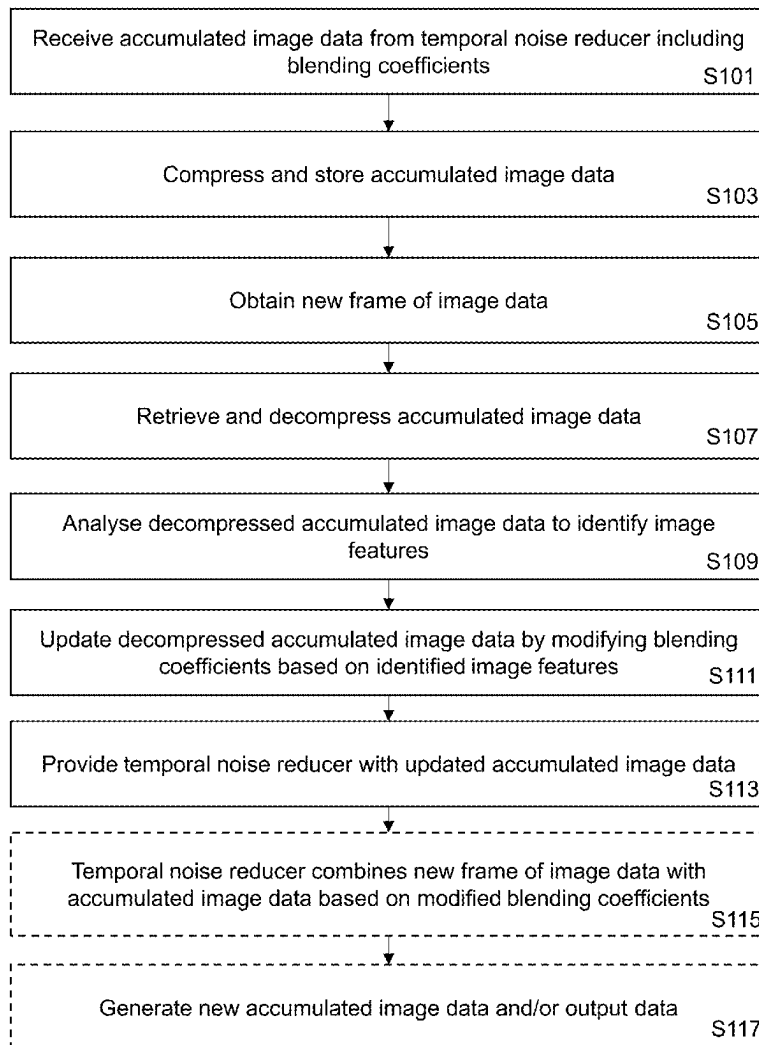 Receive accumulated image data from temporal noise reducer including
blending coefficients
S101
Compress and store accumulated image data
S103
Obtain new frame of image data
S105
Retrieve and decompress accumulated image data
S107
Analyse decompressed accumulated image data to identify image
features
S109
Update decompressed accumulated image data by modifying blending
coefficients based on identified image features
S111
Provide temporal noise reducer with updated accumulated image data
S113
Temporal noise reducer combines new frame of image data with
accumulated image data based on modified blending coefficients
S115
Generate new accumulated image data and/or output data
S117